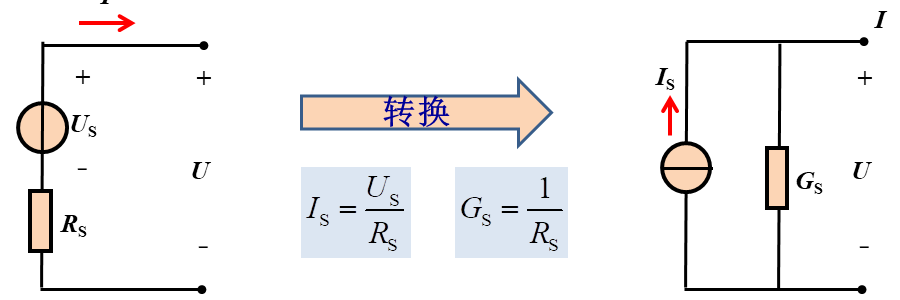 I
+
+
U_S
−
U
R_S
−
转换
I_S = U_S / R_S
G_S = 1 / R_S
I
I_S
+
G_S
U
−